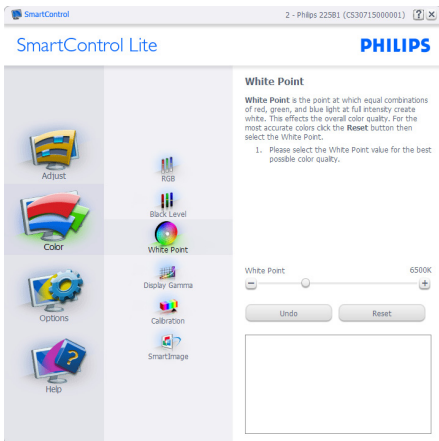 SmartControl
2 - Philips 225B1 (CS30715000001)
SmartControl Lite
PHILIPS
Adjust
Color
Options
Help
RGB
Black Level
White Point
Display Gamma
Calibration
SmartImage
White Point
White Point is the point at which equal combinations
of red, green, and blue at full intensity create
white. This effects the overall color quality. For the
most accurate colors click the Reset button then
select the White Point.
1. Please select the White Point value for the best
possible color quality.
White Point 6500K
Undo Reset